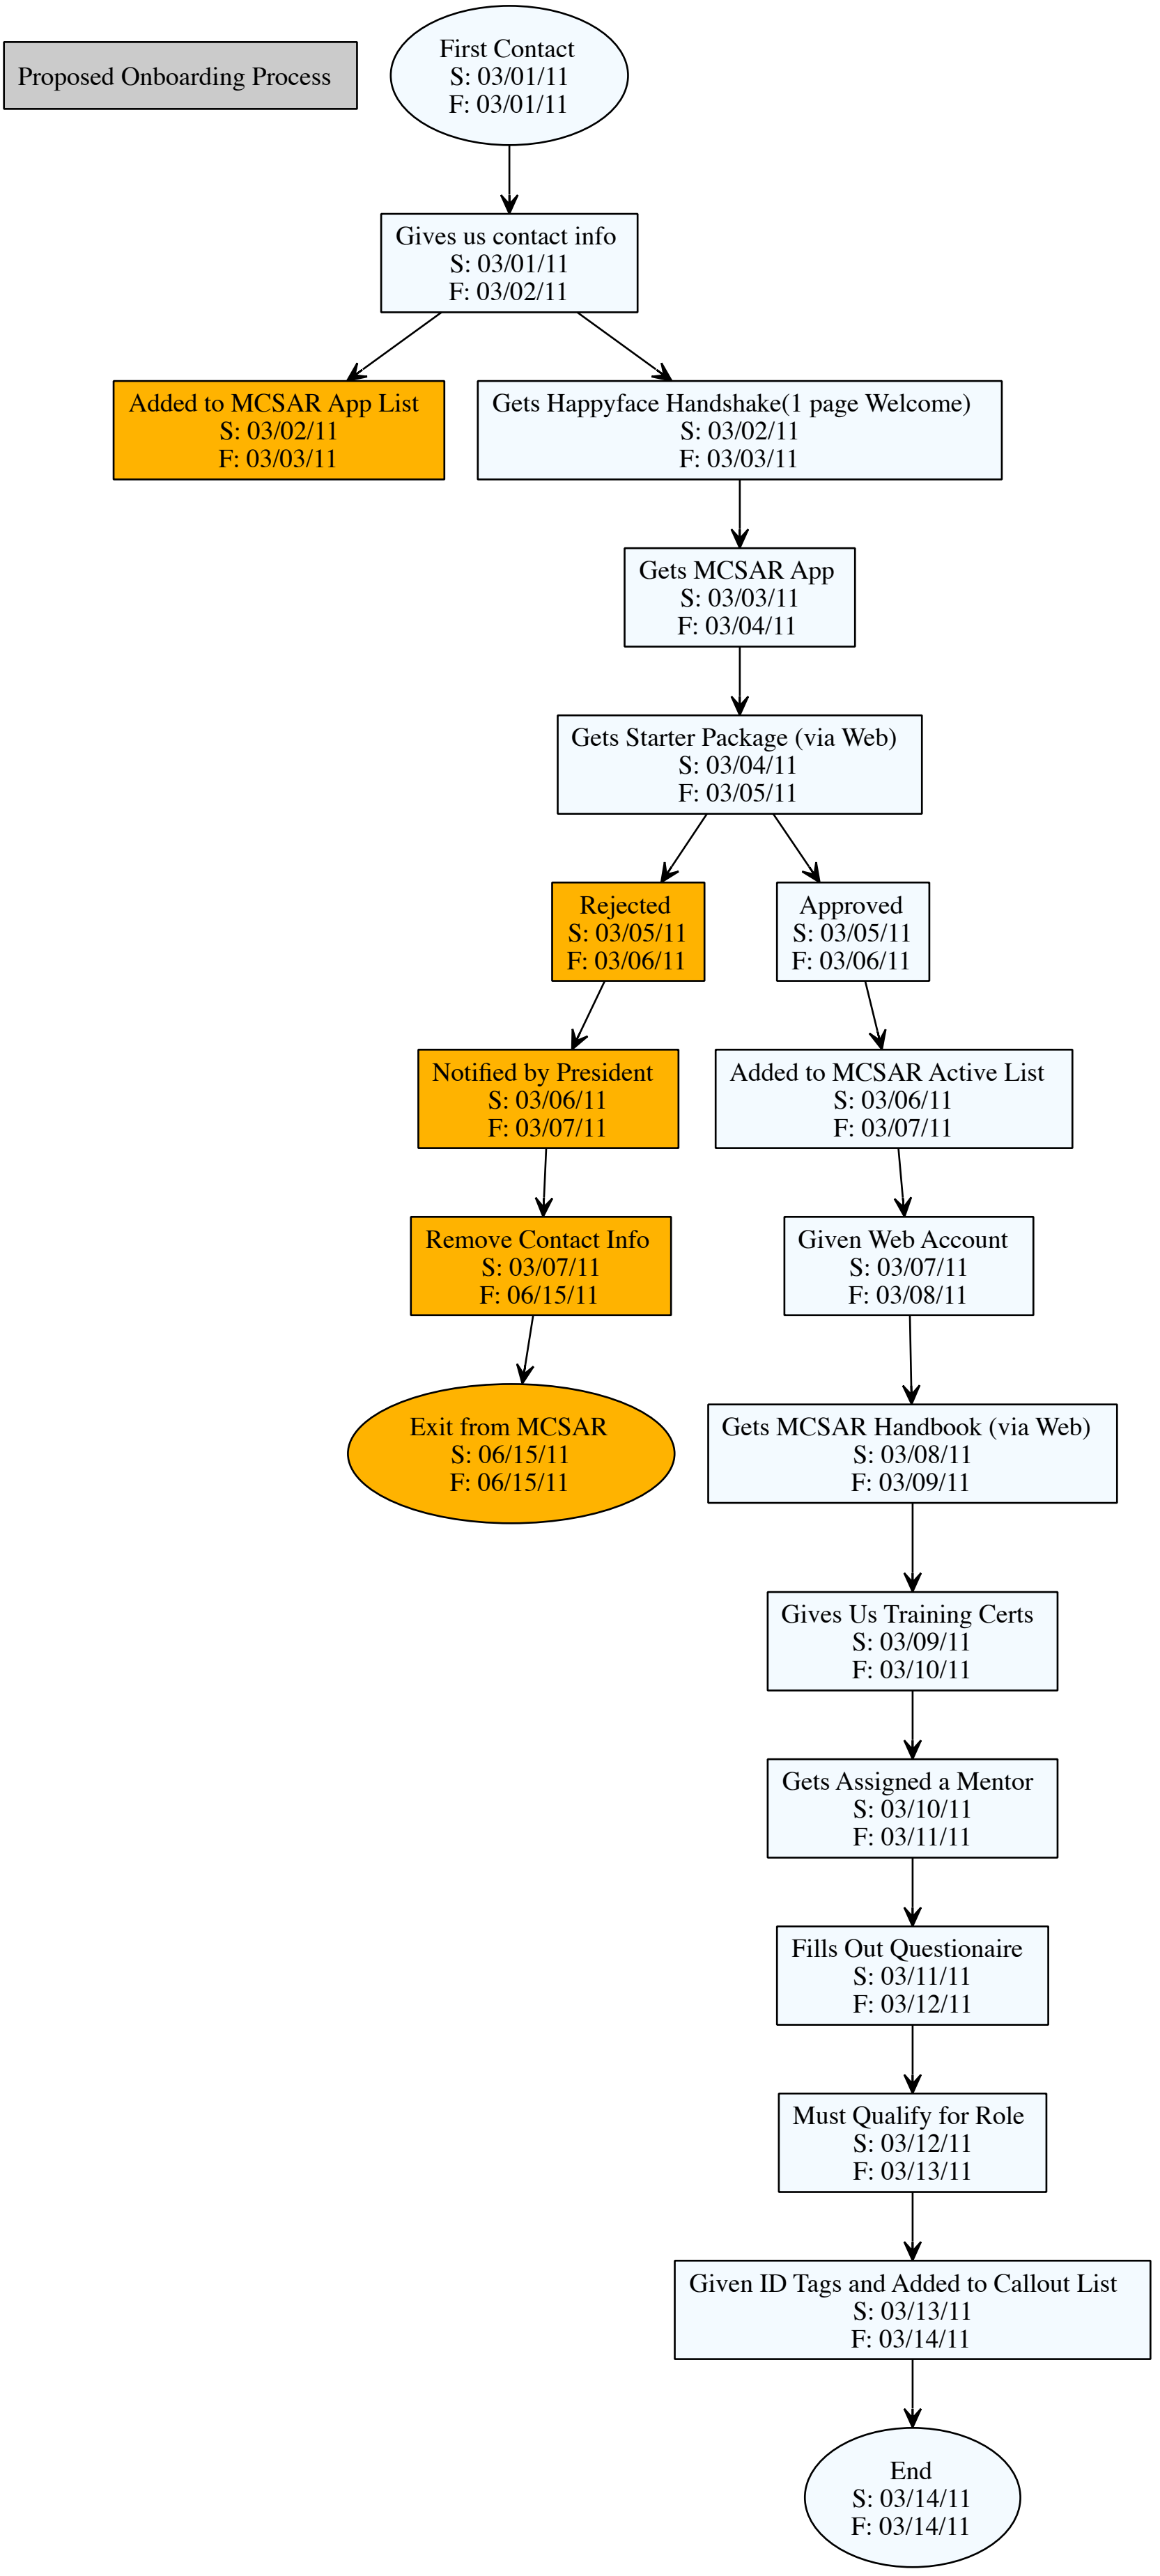 Proposed Onboarding Process
First Contact
S: 03/01/11
F: 03/01/11
Gives us contact info
S: 03/01/11
F: 03/02/11
Added to MCSAR App List
S: 03/02/11
F: 03/03/11
Gets Happyface Handshake(1 page Welcome)
S: 03/02/11
F: 03/03/11
Gets MCSAR App
S: 03/03/11
F: 03/04/11
Gets Starter Package (via Web)
S: 03/04/11
F: 03/05/11
Rejected
S: 03/05/11
F: 03/06/11
Approved
S: 03/05/11
F: 03/06/11
Notified by President
S: 03/06/11
F: 03/07/11
Added to MCSAR Active List
S: 03/06/11
F: 03/07/11
Remove Contact Info
S: 03/07/11
F: 06/15/11
Given Web Account
S: 03/07/11
F: 03/08/11
Exit from MCSAR
S: 06/15/11
F: 06/15/11
Gets MCSAR Handbook (via Web)
S: 03/08/11
F: 03/09/11
Gives Us Training Certs
S: 03/09/11
F: 03/10/11
Gets Assigned a Mentor
S: 03/10/11
F: 03/11/11
Fills Out Questionaire
S: 03/11/11
F: 03/12/11
Must Qualify for Role
S: 03/12/11
F: 03/13/11
Given ID Tags and Added to Callout List
S: 03/13/11
F: 03/14/11
End
S: 03/14/11
F: 03/14/11